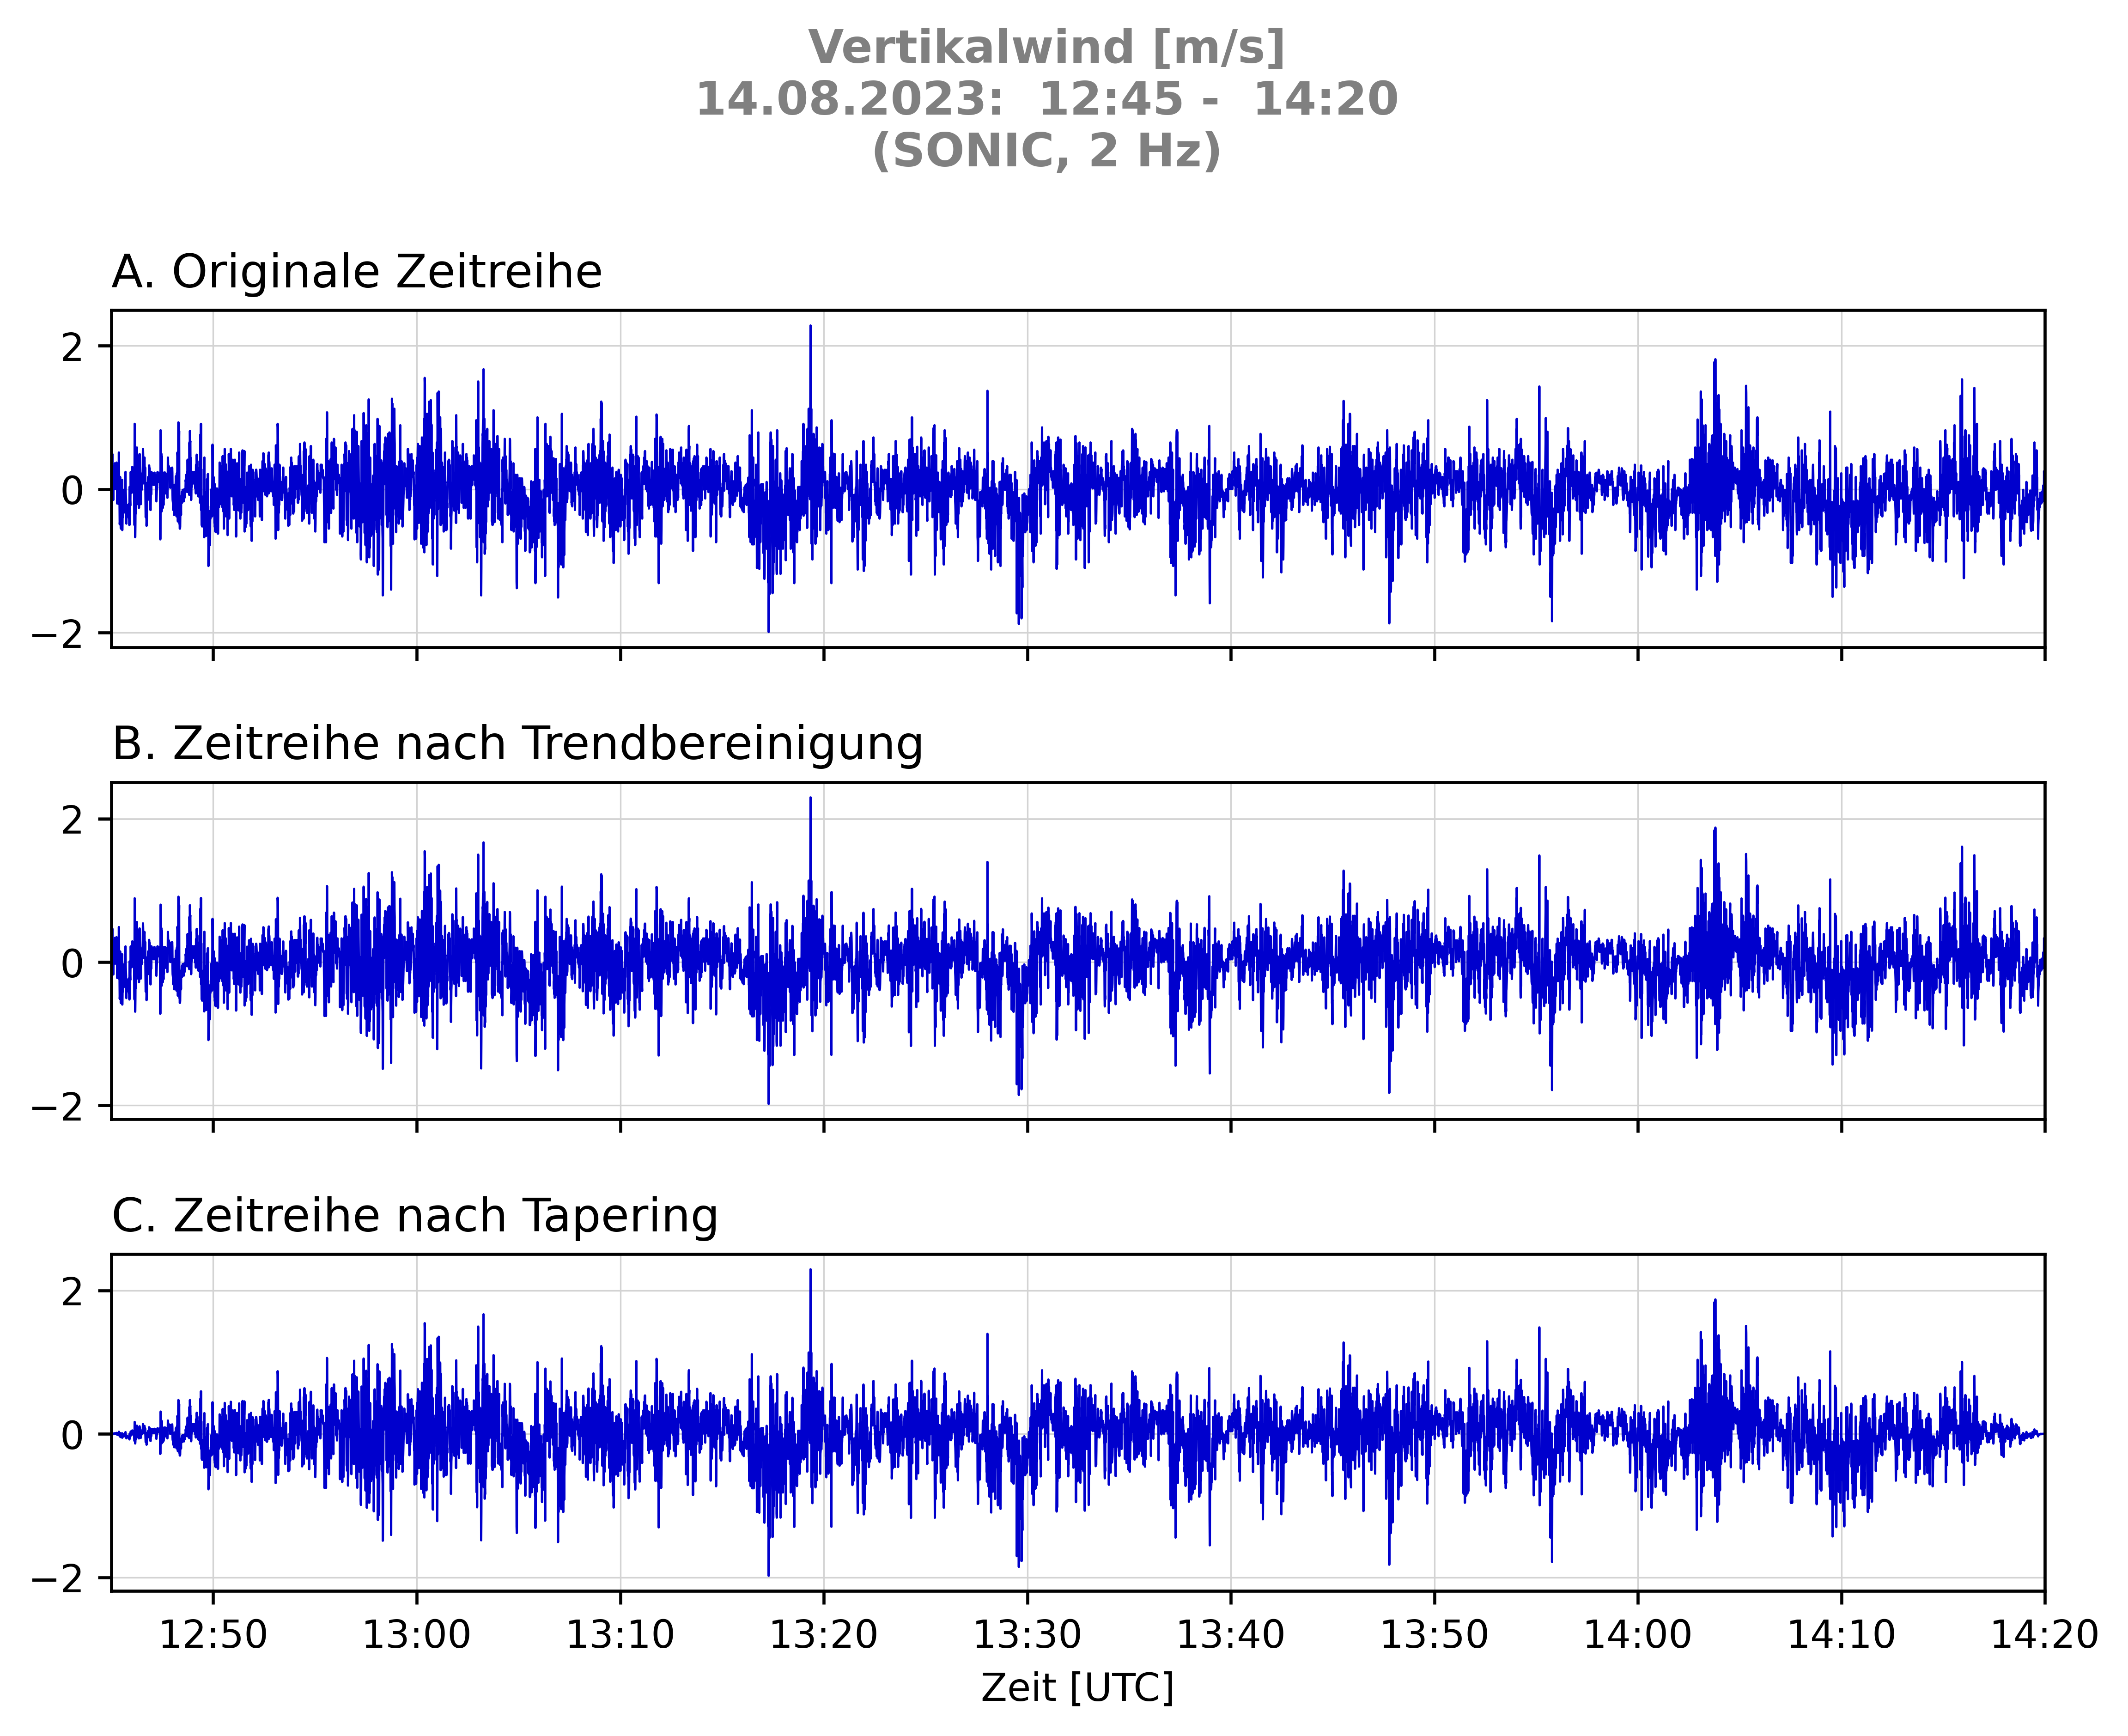 Vertikalwind [m/s]
14.08.2023:  12:45 -  14:20
(SONIC, 2 Hz)
A. Originale Zeitreihe
2
0
−2
B. Zeitreihe nach Trendbereinigung
2
0
−2
C. Zeitreihe nach Tapering
2
0
−2
12:50 13:00 13:10 13:20 13:30 13:40 13:50 14:00 14:10 14:20
Zeit [UTC]